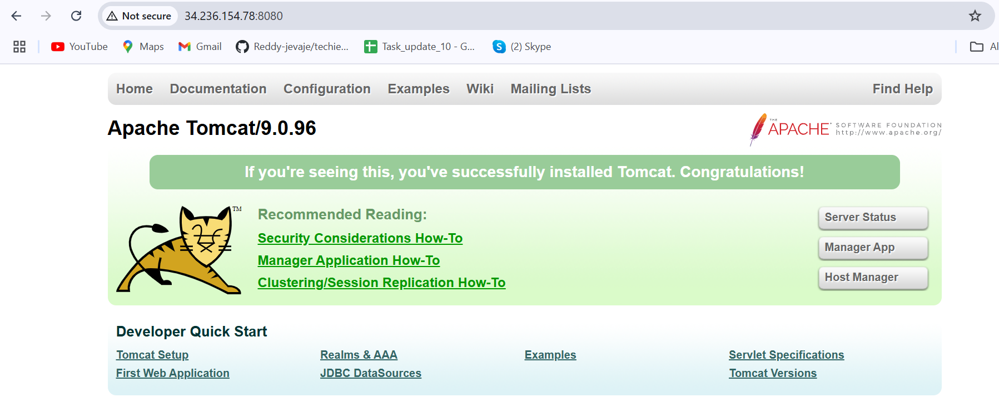 Not secure 34.236.154.78:8080
YouTube Maps Gmail Reddy-jevaje/techie... Task_update_10 - G... (2) Skype Al
Home Documentation Configuration Examples Wiki Mailing Lists Find Help
Apache Tomcat/9.0.96
THE APACHE SOFTWARE FOUNDATION
http://www.apache.org/
If you're seeing this, you've successfully installed Tomcat. Congratulations!
TM
Recommended Reading:
Security Considerations How-To
Manager Application How-To
Clustering/Session Replication How-To
Server Status
Manager App
Host Manager
Developer Quick Start
Tomcat Setup Realms & AAA Examples Servlet Specifications
First Web Application JDBC DataSources Tomcat Versions